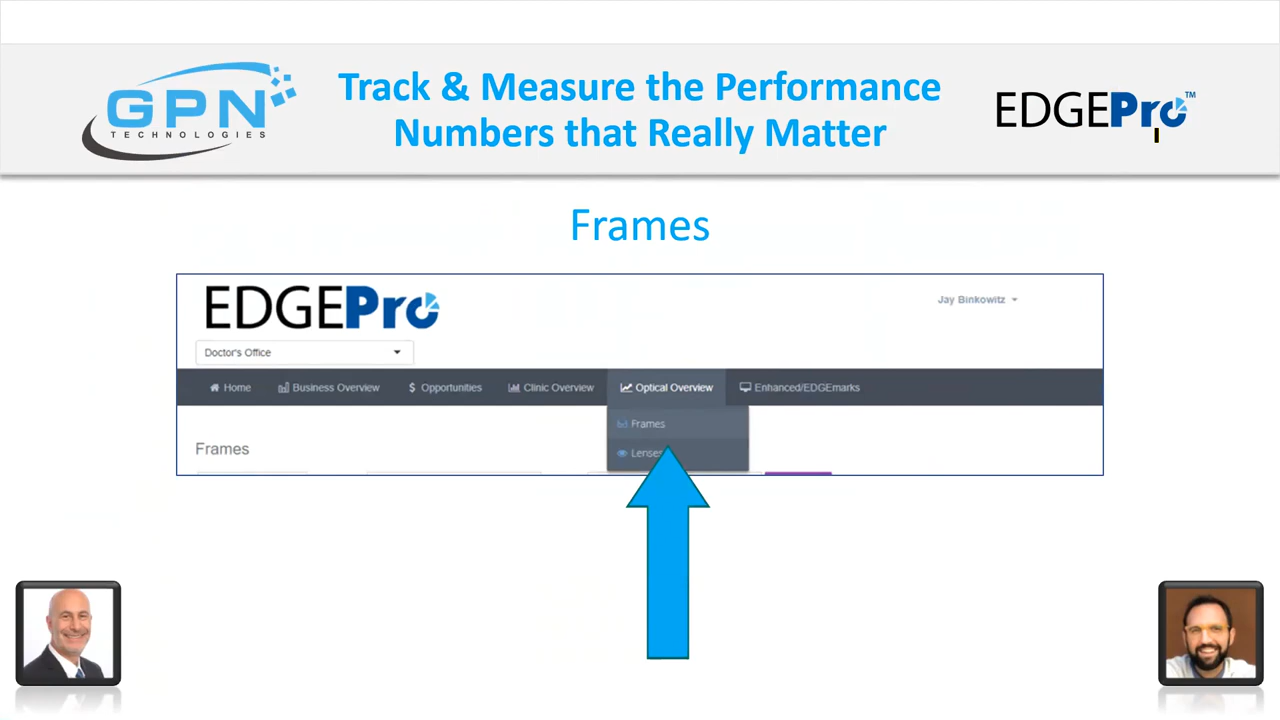 GPN
TECHNOLOGIES
Track & Measure the Performance
Numbers that Really Matter
EDGEPro™
Frames
EDGEPro
Jay Binkowitz
Doctor's Office
Home Business Overview $ Opportunities Clinic Overview Optical Overview Enhanced/EDGEmarks
Frames
Lenses
Frames